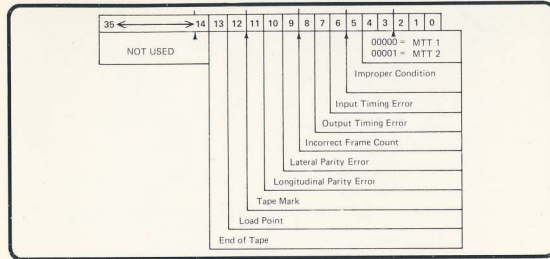 35 14 13 12 11 10 9 8 7 6 5 4 3 2 1 0
NOT USED
00000 = MTT 1
00001 = MTT 2
Improper Condition
Input Timing Error
Output Timing Error
Incorrect Frame Count
Lateral Parity Error
Longitudinal Parity Error
Tape Mark
Load Point
End of Tape